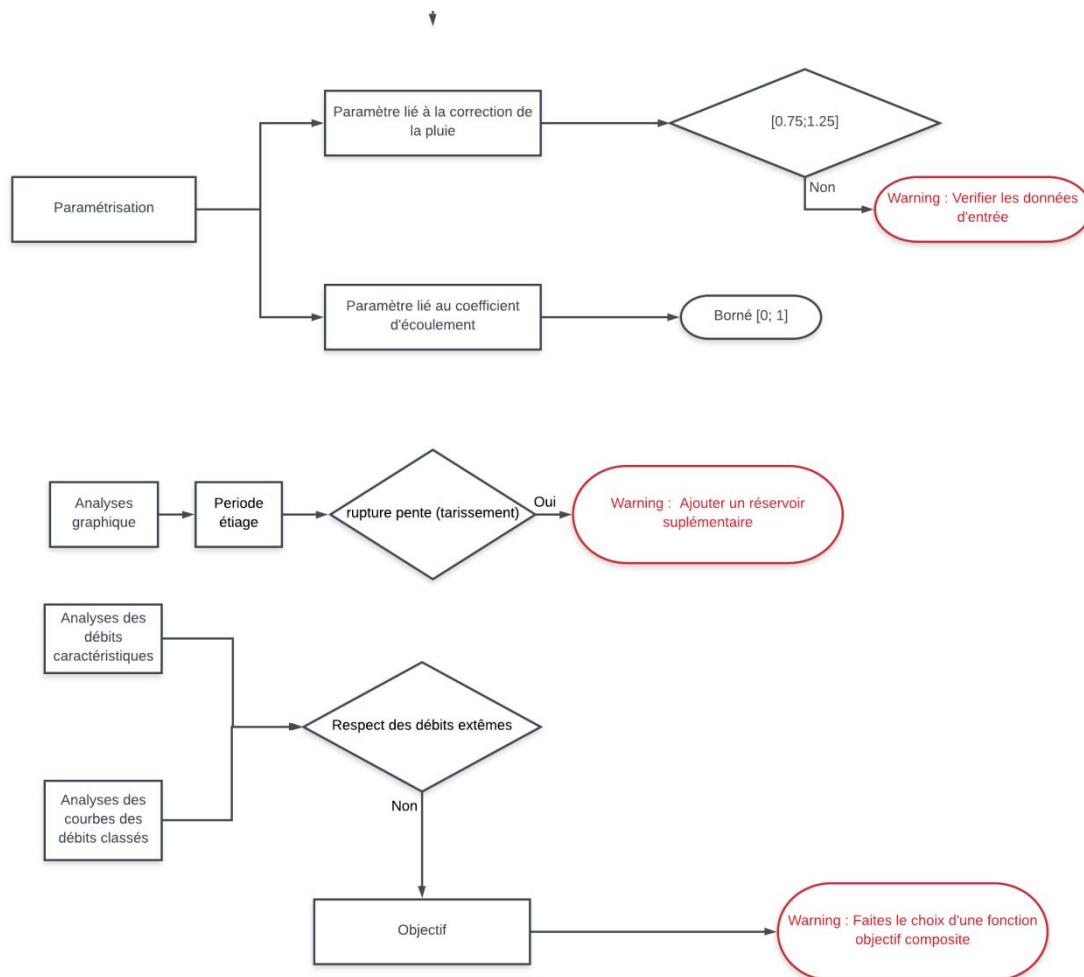 Paramètre lié à la correction de
la pluie
[0.75;1.25]
Non
Paramétrisation
Warning : Verifier les données
d'entrée
Paramètre lié au coefficient
d'écoulement
Borné [0; 1]
Analyses
graphique
Periode
étiage
rupture pente (tarissement)
Oui
Warning :  Ajouter un réservoir
suplémentaire
Analyses des
débits
caractéristiques
Respect des débits extêmes
Analyses des
courbes des
débits classés
Non
Objectif
Warning : Faites le choix d'une fonction
objectif composite